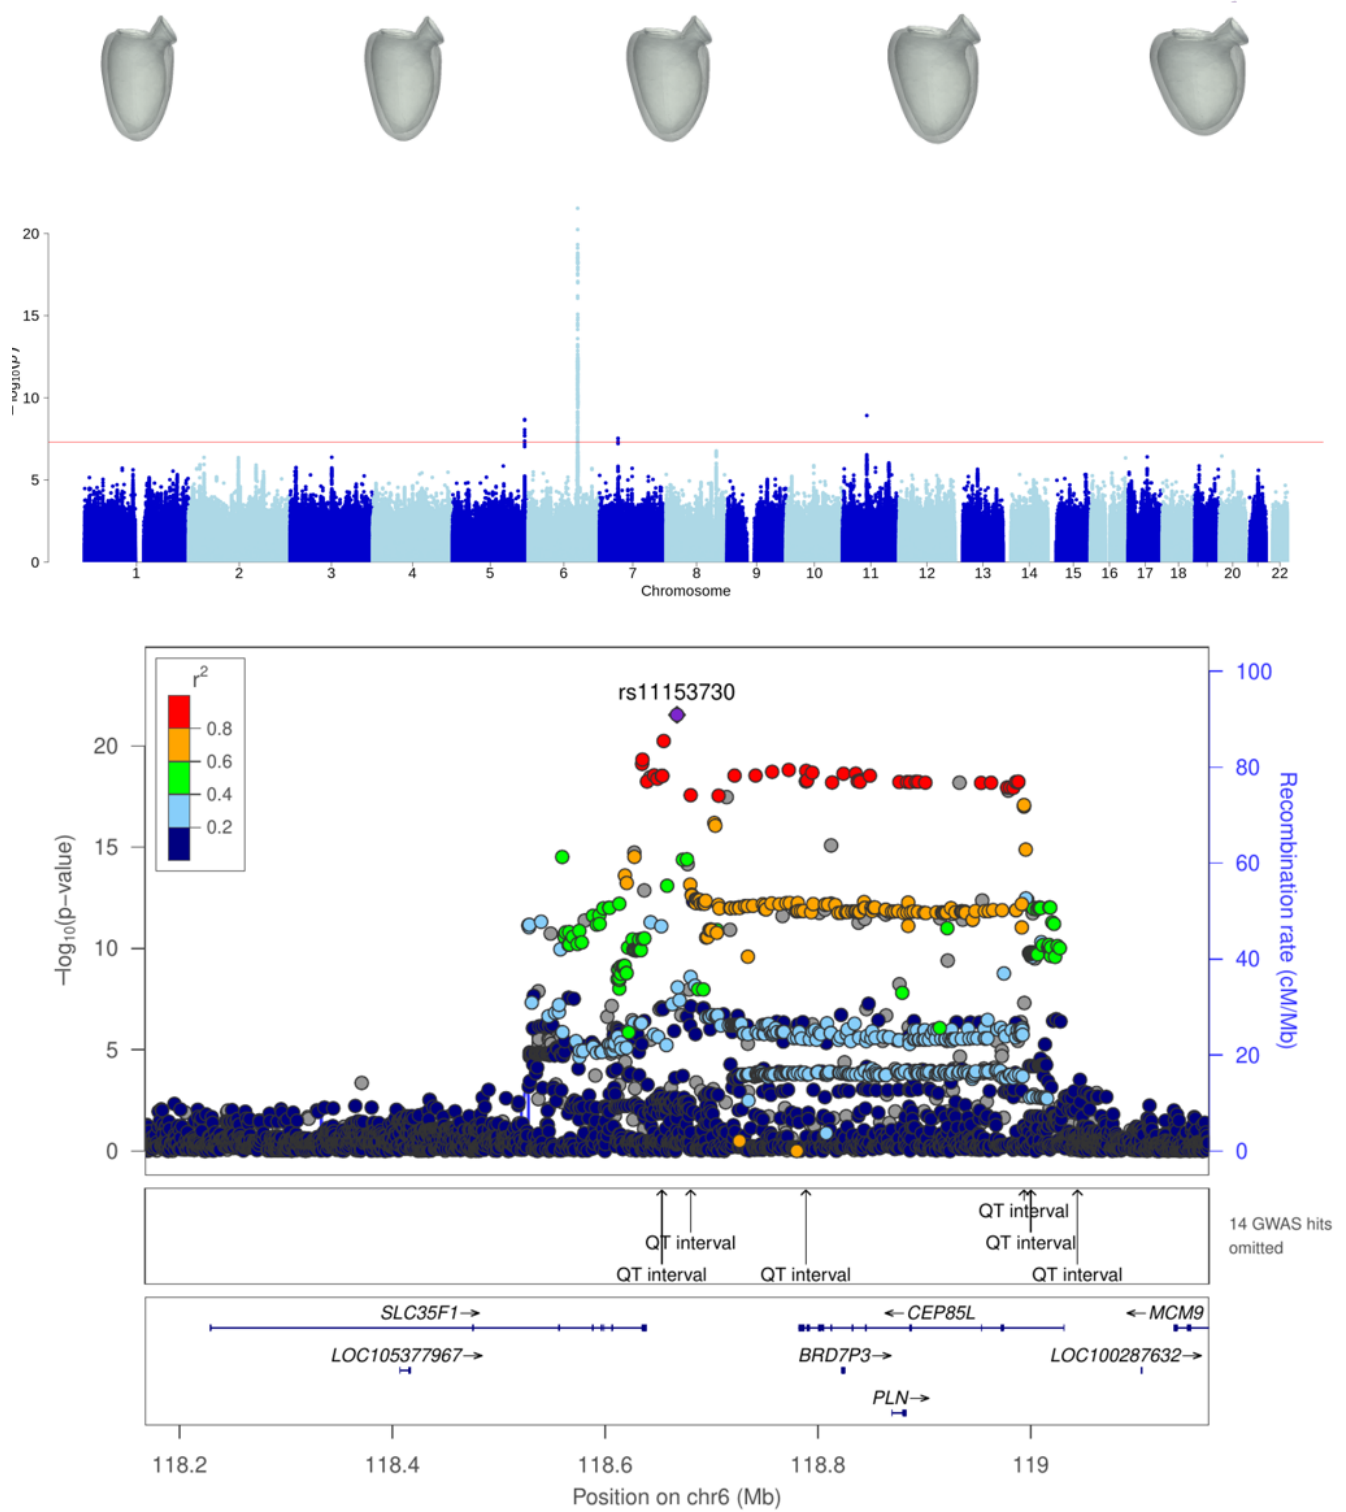 20
15
10
5
0
1 2 3 4 5 6 7 8 9 10 11 12 13 14 15 16 17 18 20 22
Chromosome
r2
0.8
0.6
0.4
0.2
rs11153730
20
15
10
5
0
−log10(p−value)
100
80
60
40
20
0
Recombination rate (cM/Mb)
QT interval
QT interval QT interval
QT interval QT interval QT interval
14 GWAS hits
omitted
SLC35F1→ ←CEP85L ←MCM9
LOC105377967→ BRD7P3→ LOC100287632→
PLN→
118.2 118.4 118.6 118.8 119
Position on chr6 (Mb)